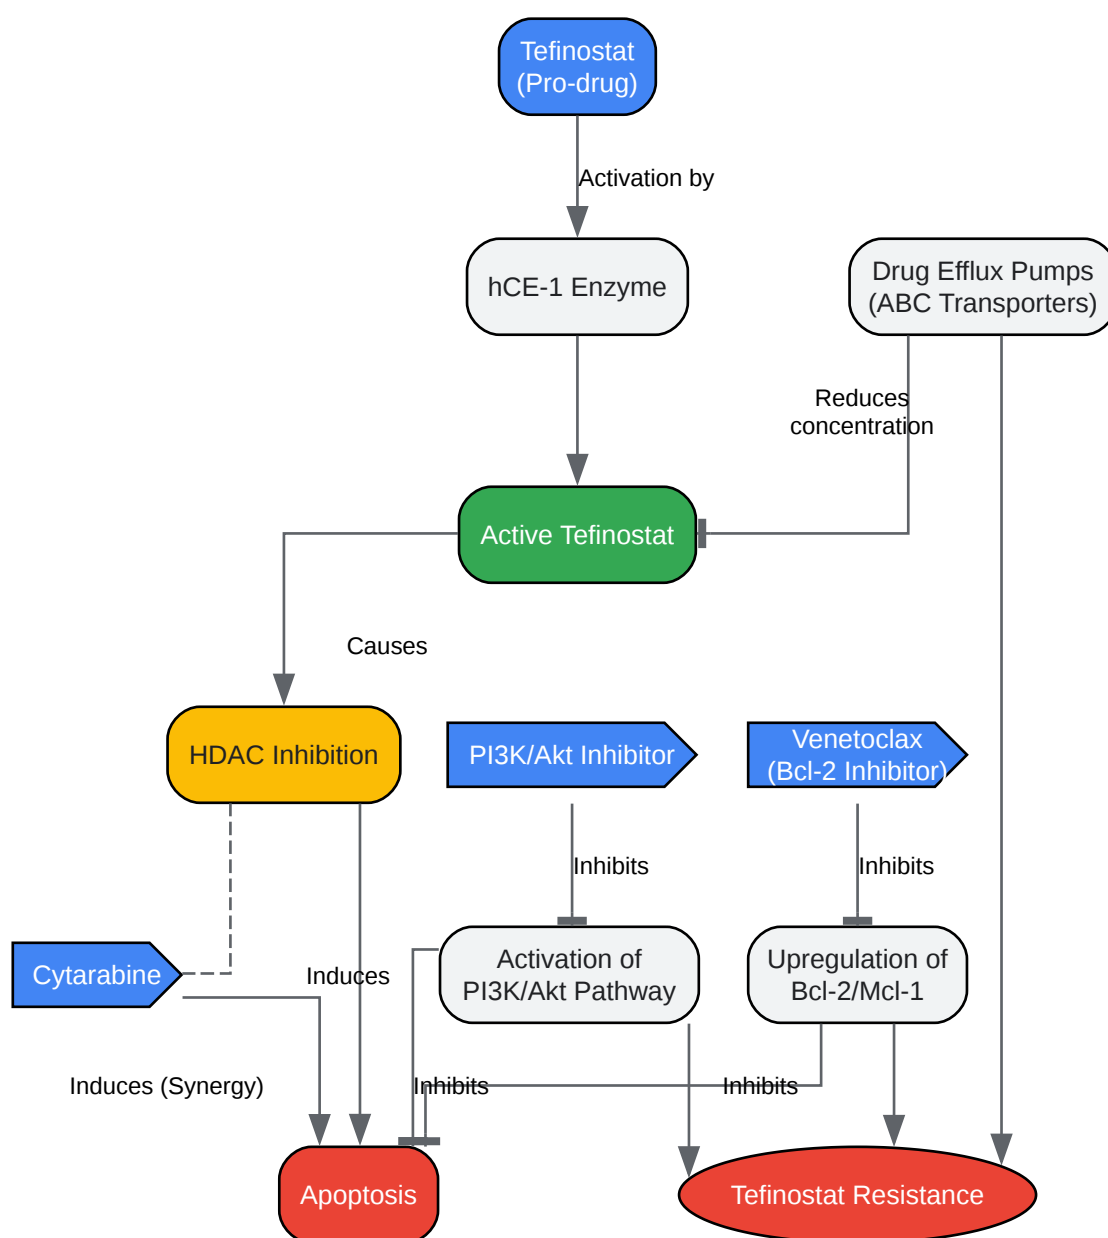 Tefinostat
(Pro-drug)
Activation by
hCE-1 Enzyme
Drug Efflux Pumps
(ABC Transporters)
Reduces
concentration
Active Tefinostat
Causes
HDAC Inhibition
PI3K/Akt Inhibitor
Venetoclax
(Bcl-2 Inhibitor)
Inhibits
Inhibits
Cytarabine
Induces
Activation of
PI3K/Akt Pathway
Upregulation of
Bcl-2/Mcl-1
Induces (Synergy)
Inhibits
Inhibits
Apoptosis
Tefinostat Resistance